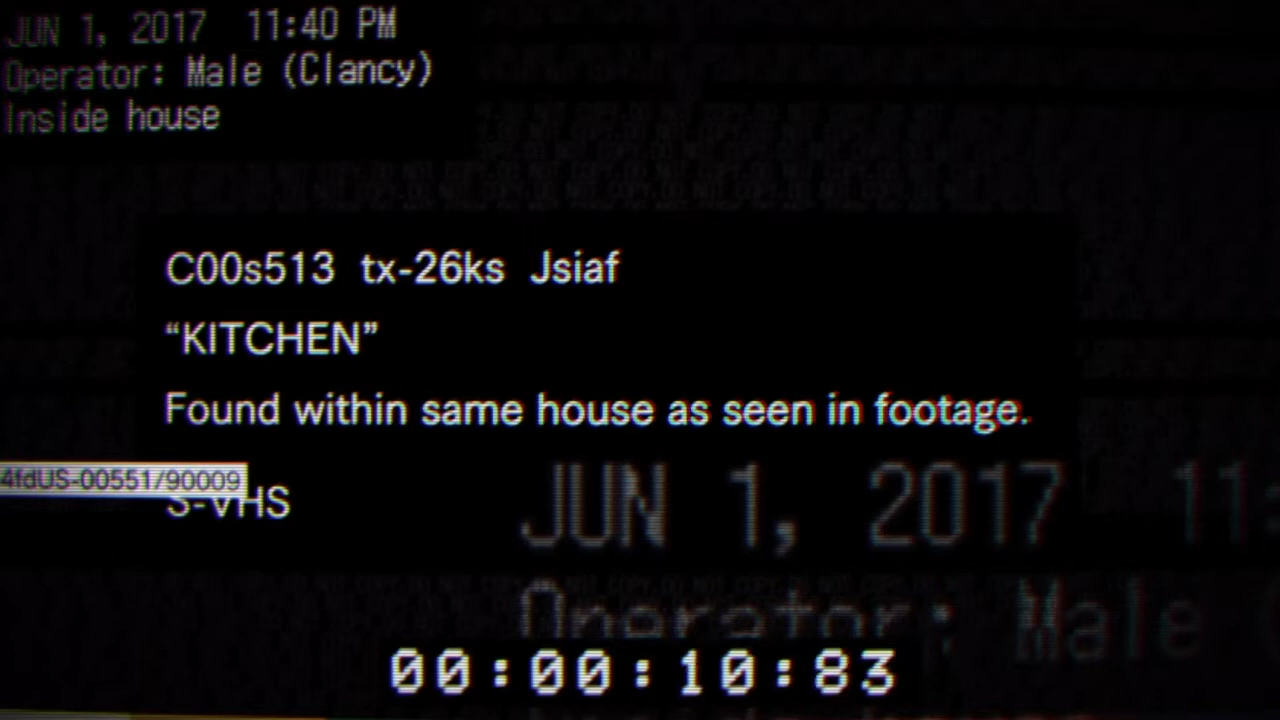 JUN 1, 2017 11:40 PM
Operator: Male (Clancy)
Inside house
C00s513 tx-26ks Jsiaf
“KITCHEN”
Found within same house as seen in footage.
4fdUS-00551/90009
S-VHS
JUN 1, 2017 11:
Operator: Male
00:00:10:83